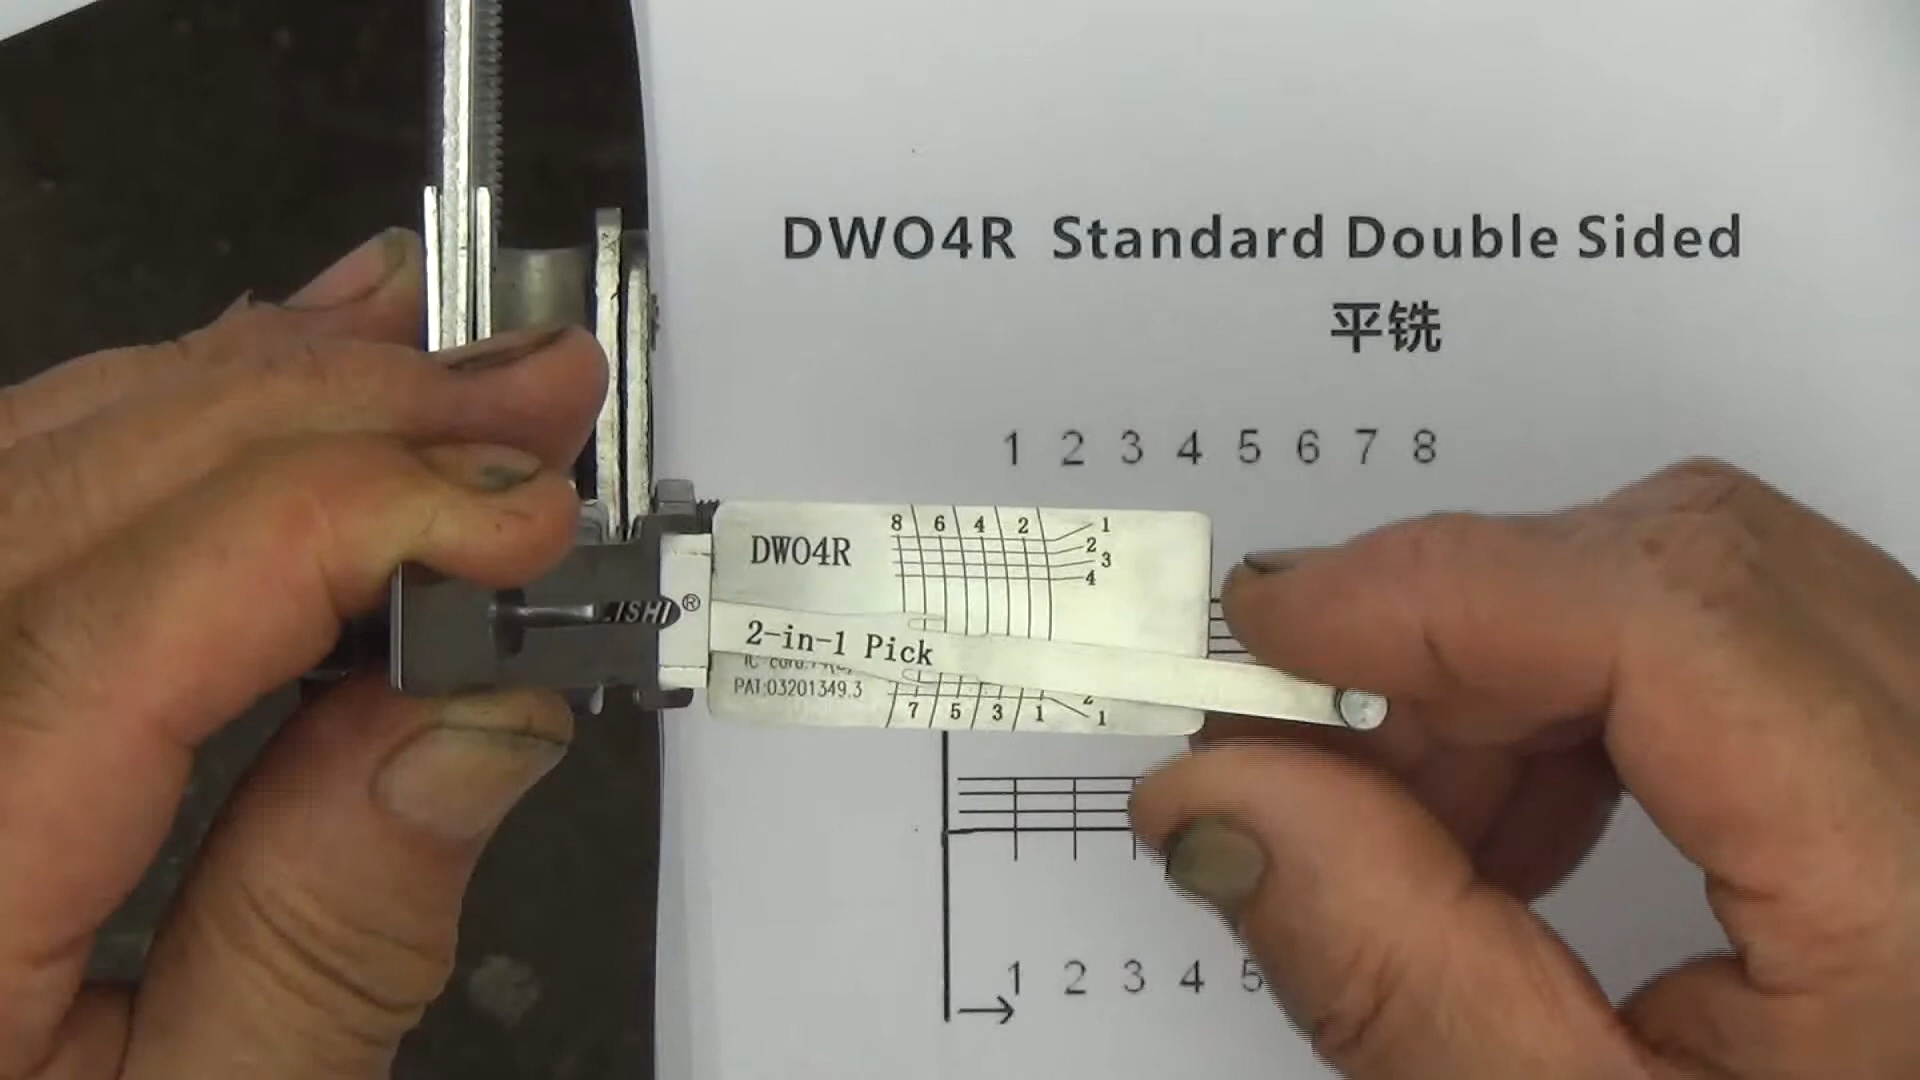 DWO4R Standard Double Sided
平铣
1 2 3 4 5 6 7 8
8 6 4 2 1
2
3
4
DWO4R
LISHI®
2-in-1 Pick
PAT:03201349.3
2
7 5 3 1 1
1 2 3 4 5